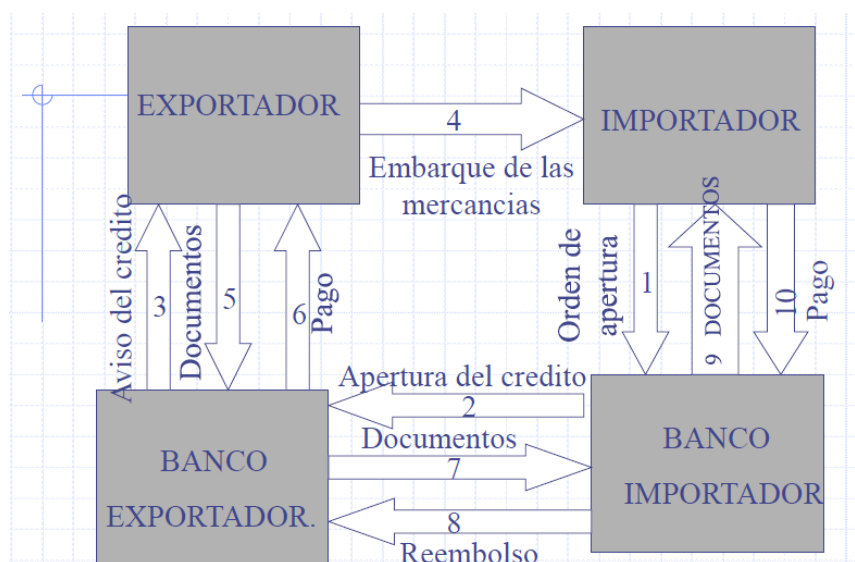 EXPORTADOR
IMPORTADOR
4
Embarque de las
mercancias
Aviso del credito
3
Documentos
5
6
Pago
Orden de
apertura
1
9 DOCUMENTOS
10
Pago
Apertura del credito
2
Documentos
7
8
Reembolso
BANCO
EXPORTADOR.
BANCO
IMPORTADOR